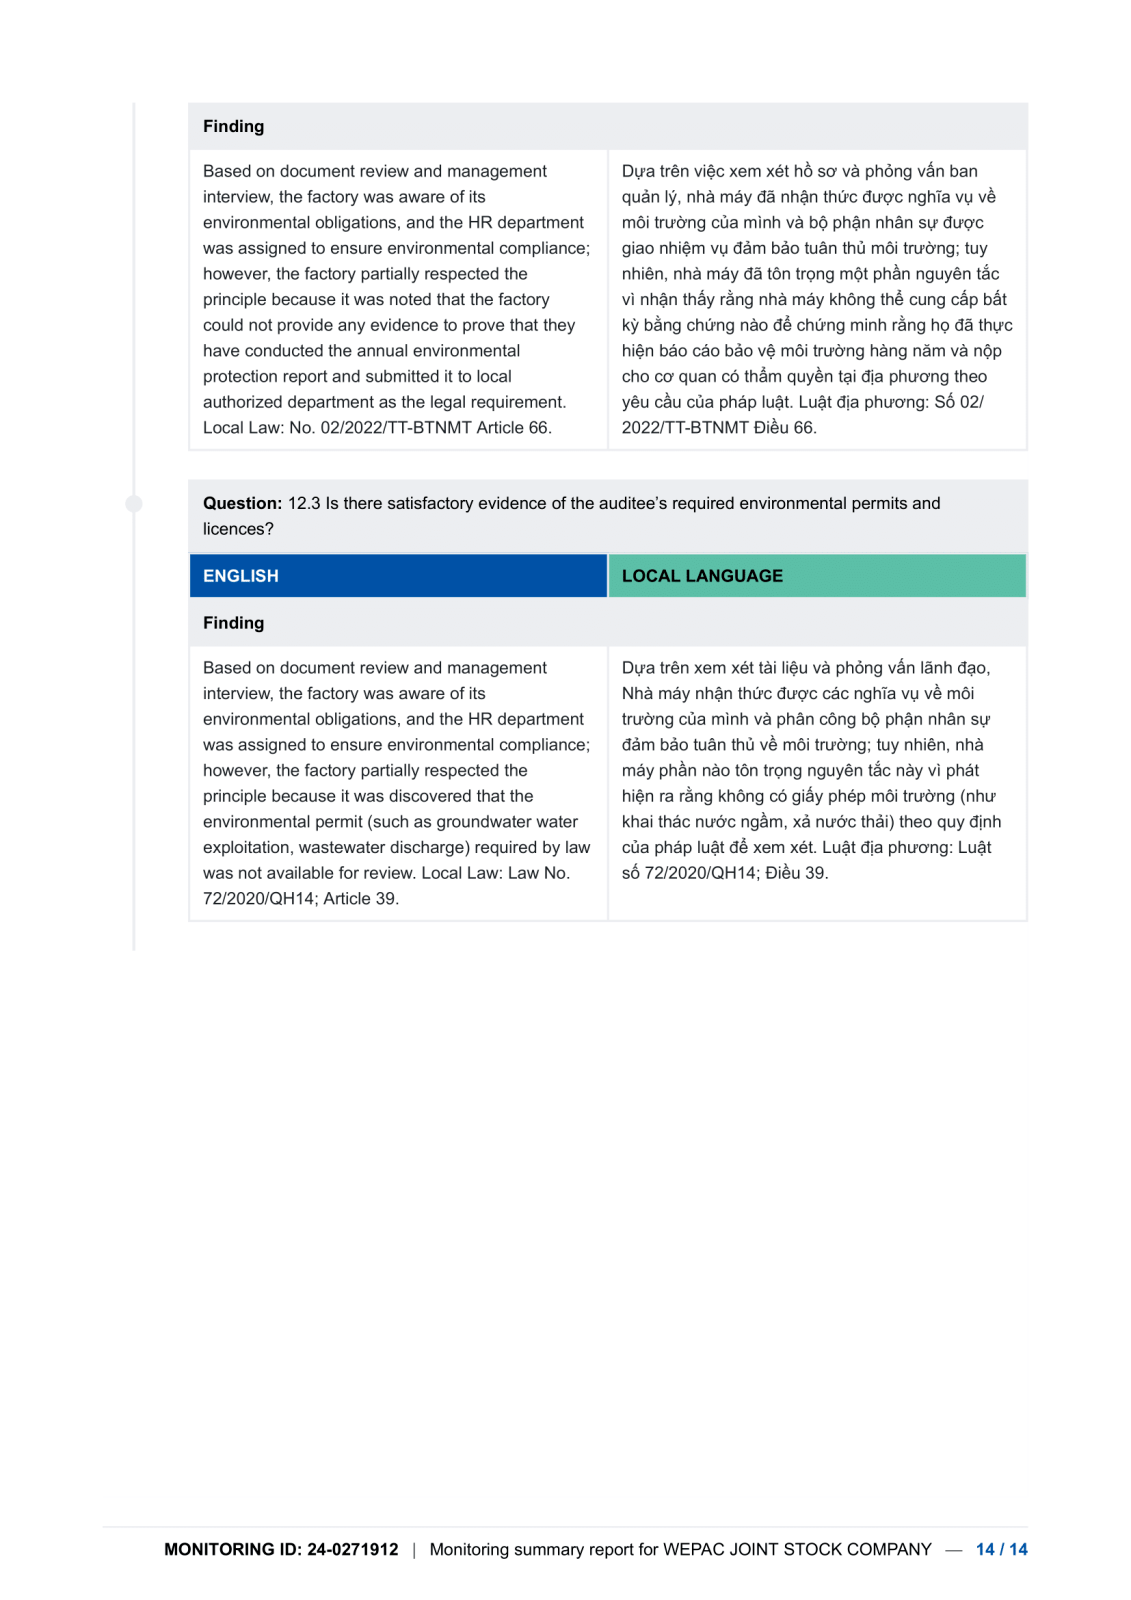 Finding
Based on document review and management
interview, the factory was aware of its
environmental obligations, and the HR department
was assigned to ensure environmental compliance;
however, the factory partially respected the
principle because it was noted that the factory
could not provide any evidence to prove that they
have conducted the annual environmental
protection report and submitted it to local
authorized department as the legal requirement.
Local Law: No. 02/2022/TT-BTNMT Article 66.
Dựa trên việc xem xét hồ sơ và phỏng vấn ban
quản lý, nhà máy đã nhận thức được nghĩa vụ về
môi trường của mình và bộ phận nhân sự được
giao nhiệm vụ đảm bảo tuân thủ môi trường; tuy
nhiên, nhà máy đã tôn trọng một phần nguyên tắc
vì nhận thấy rằng nhà máy không thể cung cấp bất
kỳ bằng chứng nào để chứng minh rằng họ đã thực
hiện báo cáo bảo vệ môi trường hàng năm và nộp
cho cơ quan có thẩm quyền tại địa phương theo
yêu cầu của pháp luật. Luật địa phương: Số 02/
2022/TT-BTNMT Điều 66.
Question: 12.3 Is there satisfactory evidence of the auditee’s required environmental permits and
licences?
ENGLISH
LOCAL LANGUAGE
Finding
Based on document review and management
interview, the factory was aware of its
environmental obligations, and the HR department
was assigned to ensure environmental compliance;
however, the factory partially respected the
principle because it was discovered that the
environmental permit (such as groundwater water
exploitation, wastewater discharge) required by law
was not available for review. Local Law: Law No.
72/2020/QH14; Article 39.
Dựa trên xem xét tài liệu và phỏng vấn lãnh đạo,
Nhà máy nhận thức được các nghĩa vụ về môi
trường của mình và phân công bộ phận nhân sự
đảm bảo tuân thủ về môi trường; tuy nhiên, nhà
máy phần nào tôn trọng nguyên tắc này vì phát
hiện ra rằng không có giấy phép môi trường (như
khai thác nước ngầm, xả nước thải) theo quy định
của pháp luật để xem xét. Luật địa phương: Luật
số 72/2020/QH14; Điều 39.
MONITORING ID: 24-0271912 | Monitoring summary report for WEPAC JOINT STOCK COMPANY — 14 / 14